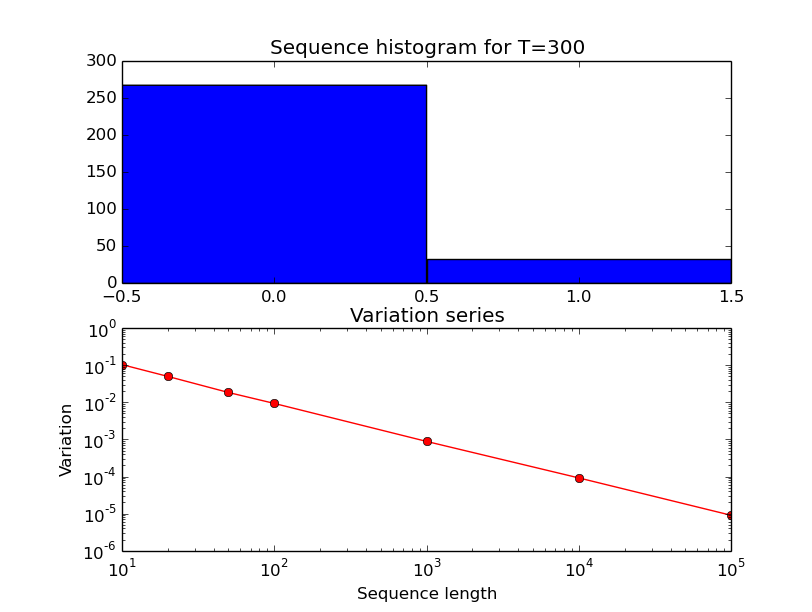 Sequence histogram for T=300
300
250
200
150
100
50
0
−0.5 0.0 0.5 1.0 1.5
Variation series
10^0
10^-1
10^-2
10^-3
10^-4
10^-5
10^-6
Variation
10^1 10^2 10^3 10^4 10^5
Sequence length